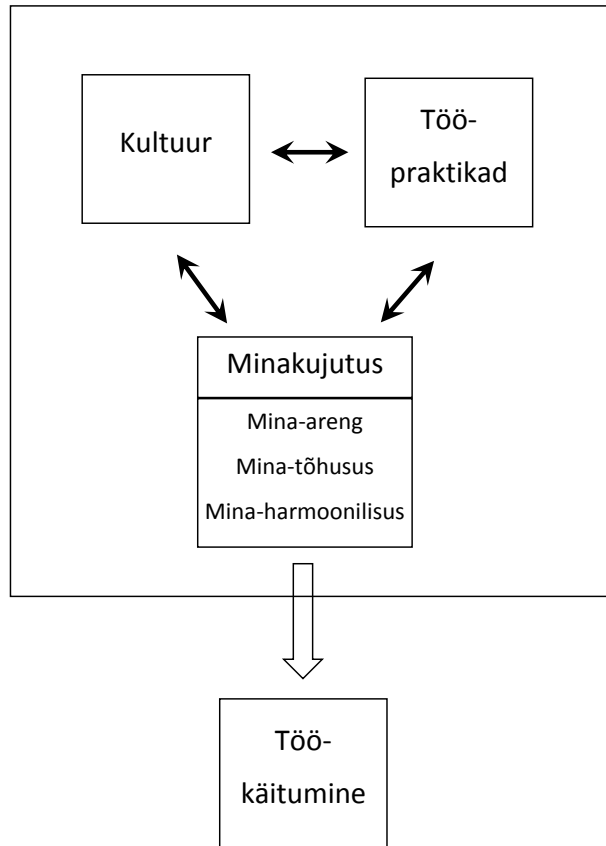 Kultuur
Töö-
praktikad
Minakujutus
Mina-areng
Mina-tõhusus
Mina-harmoonilisus
Töö-
käitumine